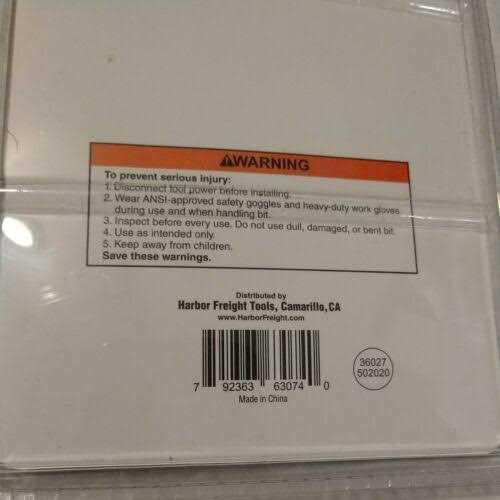 ⚠WARNING
To prevent serious injury:
1. Disconnect tool power before installing.
2. Wear ANSI-approved safety goggles and heavy-duty work gloves
during use and when handling bit.
3. Inspect before every use. Do not use dull, damaged, or bent bit.
4. Use as intended only.
5. Keep away from children.
Save these warnings.
Distributed by
Harbor Freight Tools, Camarillo, CA
www.HarborFreight.com
7 92363 63074 0
Made in China
36027
502020